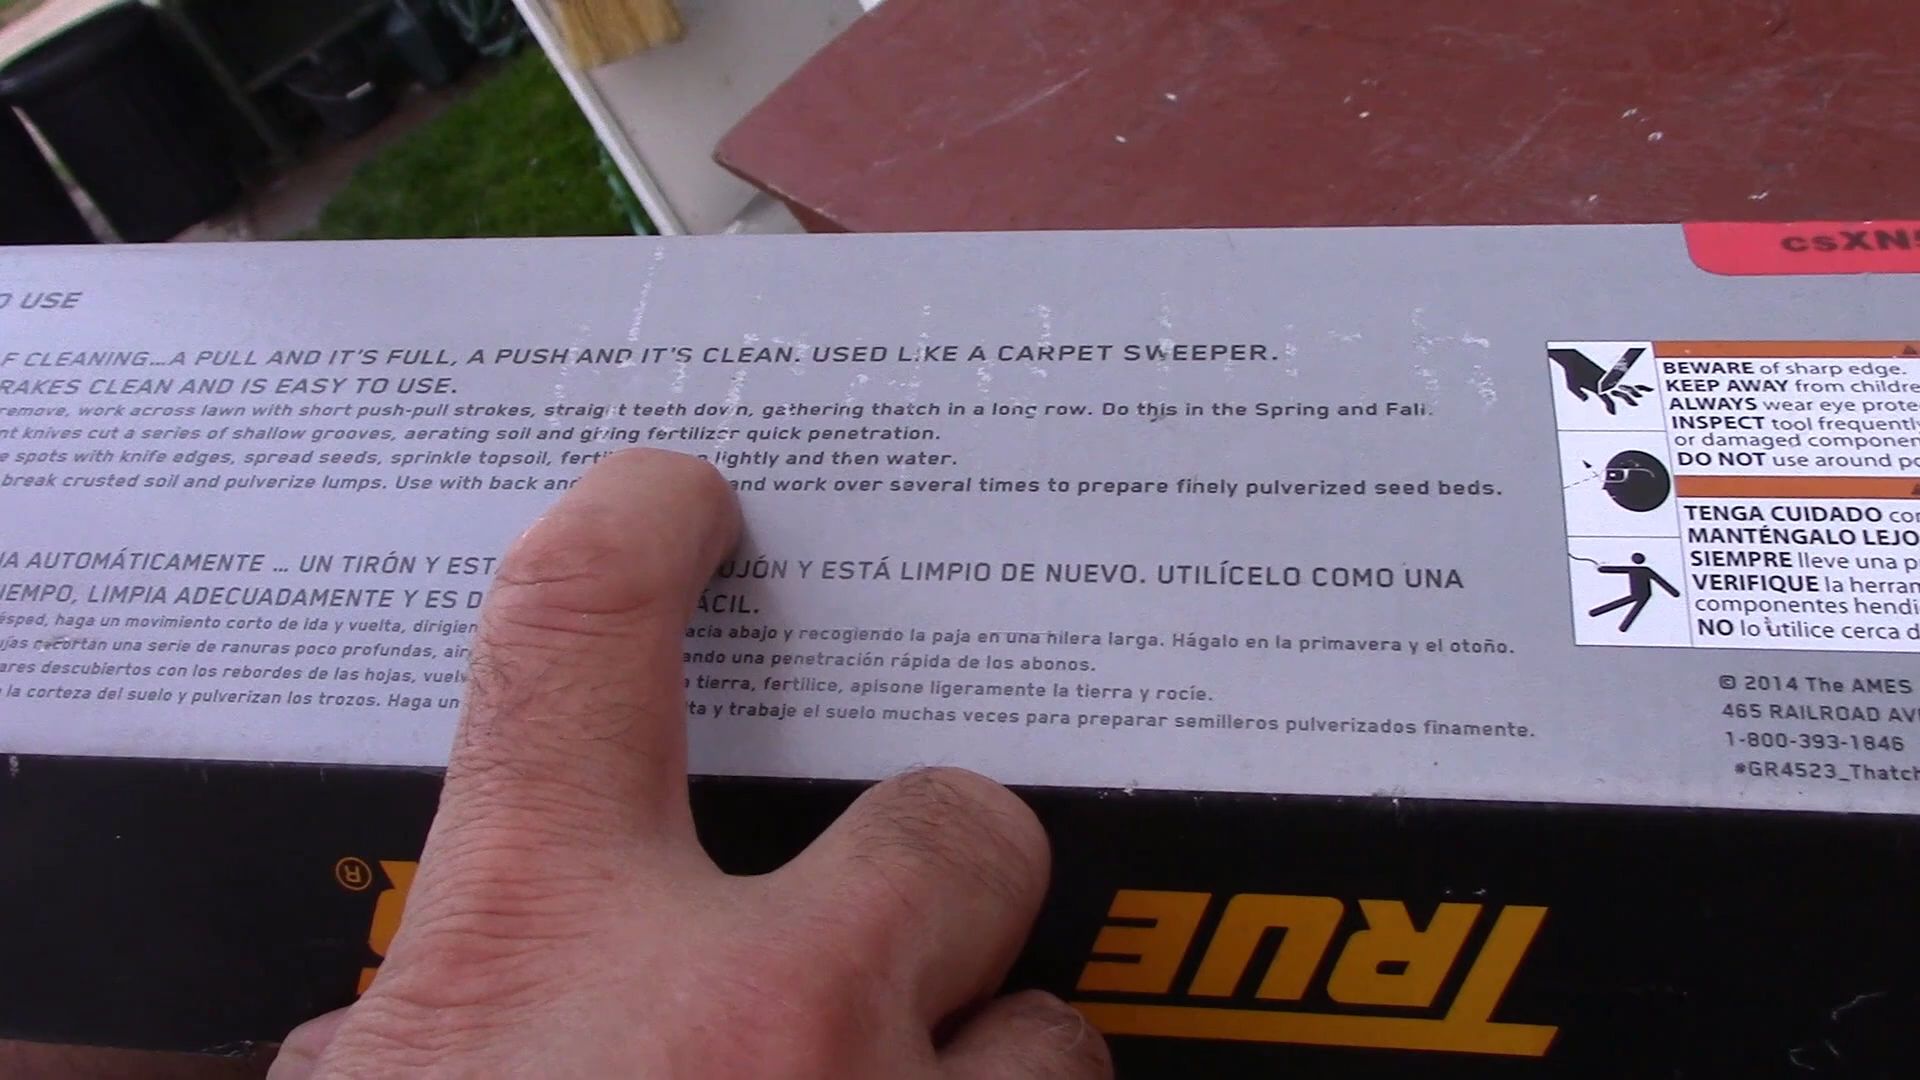 csXN
USE
CLEANING...A PULL AND IT'S FULL, A PUSH AND IT'S CLEAN. USED LIKE A CARPET SWEEPER.
RAKES CLEAN AND IS EASY TO USE.
remove, work across lawn with short push-pull strokes, straight teeth down, gathering thatch in a long row. Do this in the Spring and Fall.
knives cut a series of shallow grooves, aerating soil and giving fertilizer quick penetration.
spots with knife edges, spread seeds, sprinkle topsoil, lightly and then water.
break crusted soil and pulverize lumps. Use with back and and work over several times to prepare finely pulverized seed beds.
AUTOMÁTICAMENTE ... UN TIRÓN Y EST UJÓN Y ESTÁ LIMPIO DE NUEVO. UTILÍCELO COMO UNA
IEMPO, LIMPIA ADECUADAMENTE Y ES D ÁCIL.
ésped, haga un movimiento corto de ida y vuelta, dirigien acia abajo y recogiendo la paja en una hilera larga. Hágalo en la primavera y el otoño.
recortan una serie de ranuras poco profundas, aire ando una penetración rápida de los abonos.
ares descubiertos con los rebordes de las hojas, vuelv tierra, fertilice, apisone ligeramente la tierra y rocíe.
la corteza del suelo y pulverizan los trozos. Haga un ta y trabaje el suelo muchas veces para preparar semilleros pulverizados finamente.
BEWARE of sharp edge.
KEEP AWAY from childre
ALWAYS wear eye prote
INSPECT tool frequently
or damaged componen
DO NOT use around po
TENGA CUIDADO con
MANTÉNGALO LEJO
SIEMPRE lleve una p
VERIFIQUE la herram
componentes hendi
NO lo utilice cerca d
© 2014 The AMES
465 RAILROAD AV
1-800-393-1846
#GR4523_Thatch
TRUE
R®